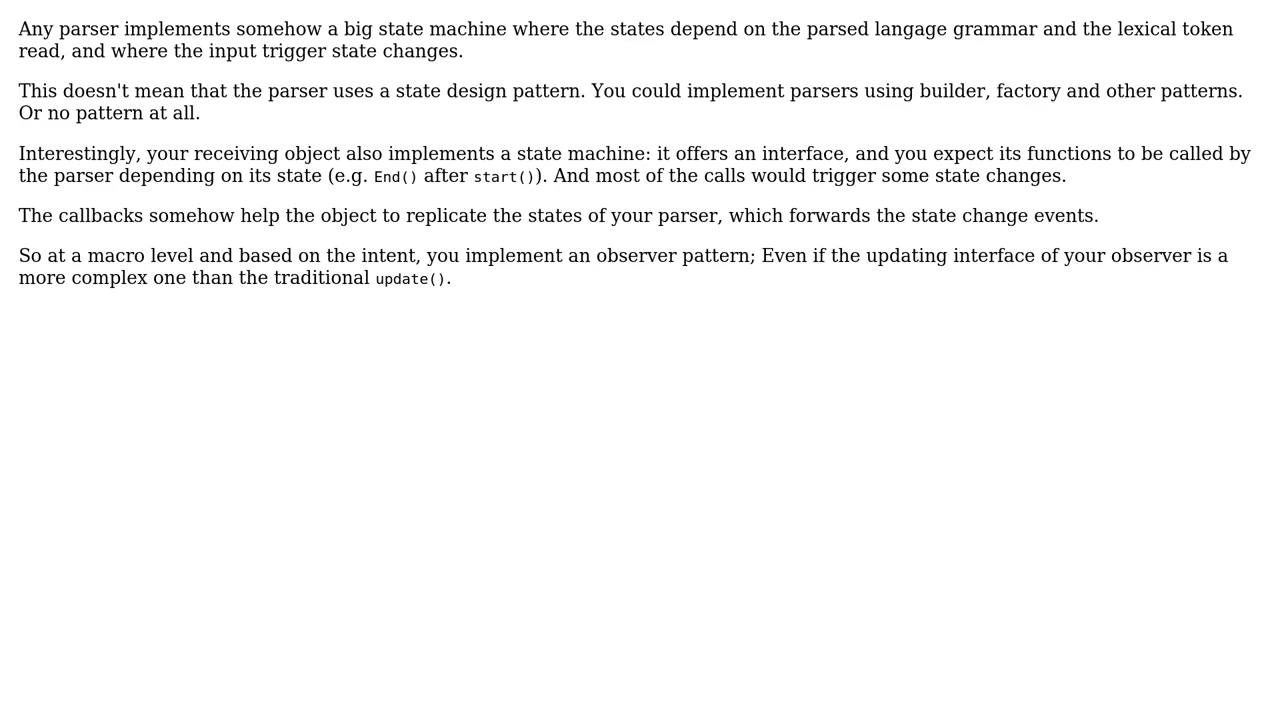 Any parser implements somehow a big state machine where the states depend on the parsed langage grammar and the lexical token
read, and where the input trigger state changes.
This doesn't mean that the parser uses a state design pattern. You could implement parsers using builder, factory and other patterns.
Or no pattern at all.
Interestingly, your receiving object also implements a state machine: it offers an interface, and you expect its functions to be called by
the parser depending on its state (e.g. End() after start()). And most of the calls would trigger some state changes.
The callbacks somehow help the object to replicate the states of your parser, which forwards the state change events.
So at a macro level and based on the intent, you implement an observer pattern; Even if the updating interface of your observer is a
more complex one than the traditional update().